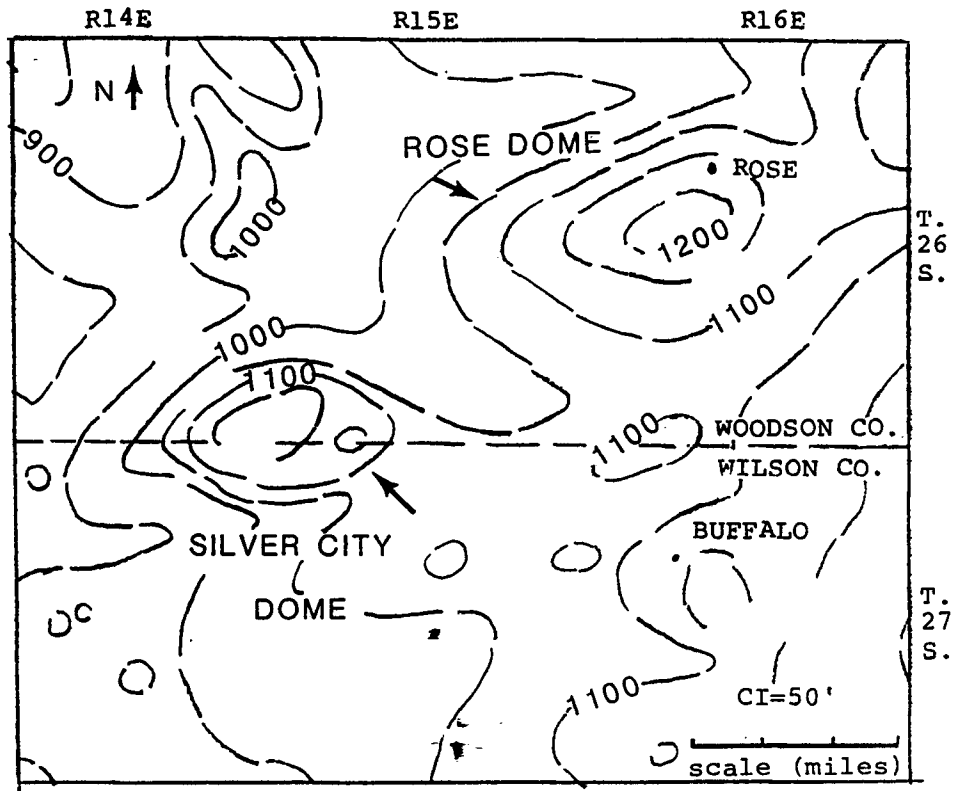 R14E R15E R16E
N
900
ROSE DOME
ROSE
1000
1200
T.
26
S.
1100
1000
1100
1100
WOODSON CO.
WILSON CO.
BUFFALO
SILVER CITY
DOME
T.
27
S.
1100
CI=50'
scale (miles)